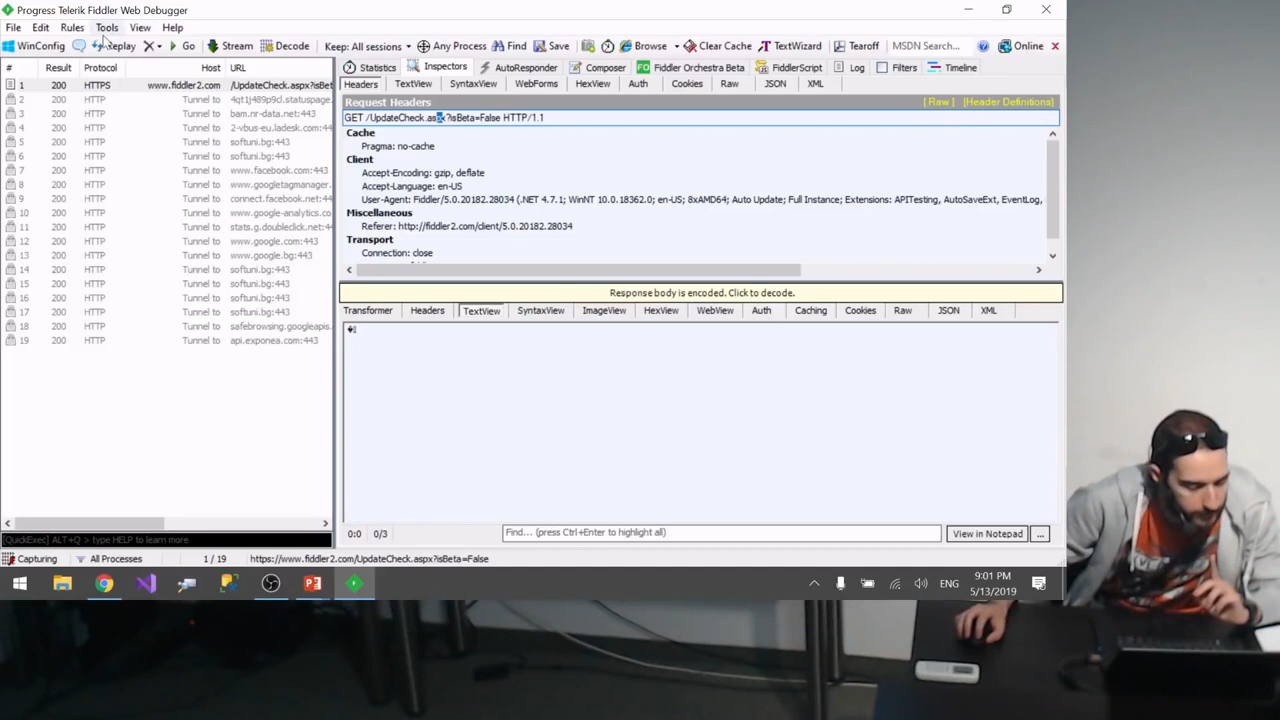 Progress Telerik Fiddler Web Debugger
File Edit Rules Tools View Help
WinConfig Replay Go Stream Decode Keep: All sessions Any Process Find Save Browse Clear Cache TextWizard Tearoff MSDN Search... Online
# Result Protocol Host URL
1 200 HTTPS www.fiddler2.com /UpdateCheck.aspx?isBet
2 200 HTTP Tunnel to 4qt1j489p9cl.statuspage.
3 200 HTTP Tunnel to bam.nr-data.net:443
4 200 HTTP Tunnel to 2-vbus-eu.ladesk.com:44
5 200 HTTP Tunnel to softuni.bg:443
6 200 HTTP Tunnel to softuni.bg:443
7 200 HTTP Tunnel to www.facebook.com:443
8 200 HTTP Tunnel to www.googletagmanager.
9 200 HTTP Tunnel to connect.facebook.net:44
10 200 HTTP Tunnel to www.google-analytics.co
11 200 HTTP Tunnel to stats.g.doubleclick.net:4
12 200 HTTP Tunnel to www.google.com:443
13 200 HTTP Tunnel to www.google.bg:443
14 200 HTTP Tunnel to softuni.bg:443
15 200 HTTP Tunnel to softuni.bg:443
16 200 HTTP Tunnel to softuni.bg:443
17 200 HTTP Tunnel to softuni.bg:443
18 200 HTTP Tunnel to safebrowsing.googleapis.
19 200 HTTP Tunnel to api.exponea.com:443
[QuickExec] ALT+Q > type HELP to learn more
Statistics Inspectors AutoResponder Composer FO Fiddler Orchestra Beta FiddlerScript Log Filters Timeline
Headers TextView SyntaxView WebForms HexView Auth Cookies Raw JSON XML
Request Headers [ Raw ] [Header Definitions]
GET /UpdateCheck.aspx?isBeta=False HTTP/1.1
Cache
Pragma: no-cache
Client
Accept-Encoding: gzip, deflate
Accept-Language: en-US
User-Agent: Fiddler/5.0.20182.28034 (.NET 4.7.1; WinNT 10.0.18362.0; en-US; 8xAMD64; Auto Update; Full Instance; Extensions: APITesting, AutoSaveExt, EventLog,
Miscellaneous
Referer: http://fiddler2.com/client/5.0.20182.28034
Transport
Connection: close
Response body is encoded. Click to decode.
Transformer Headers TextView SyntaxView ImageView HexView WebView Auth Caching Cookies Raw JSON XML
0:0 0/3 Find... (press Ctrl+Enter to highlight all) View in Notepad ...
Capturing All Processes 1 / 19 https://www.fiddler2.com/UpdateCheck.aspx?isBeta=False
ENG 9:01 PM
5/13/2019